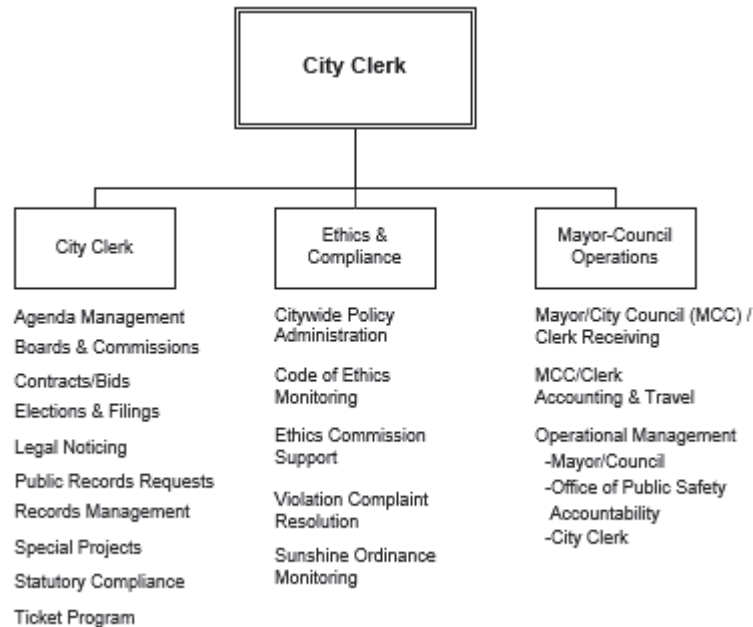 City Clerk
City Clerk
Agenda Management
Boards & Commissions
Contracts/Bids
Elections & Filings
Legal Noticing
Public Records Requests
Records Management
Special Projects
Statutory Compliance
Ticket Program
Ethics &
Compliance
Citywide Policy
Administration
Code of Ethics
Monitoring
Ethics Commission
Support
Violation Complaint
Resolution
Sunshine Ordinance
Monitoring
Mayor-Council
Operations
Mayor/City Council (MCC) /
Clerk Receiving
MCC/Clerk
Accounting & Travel
Operational Management
-Mayor/Council
-Office of Public Safety
Accountability
-City Clerk